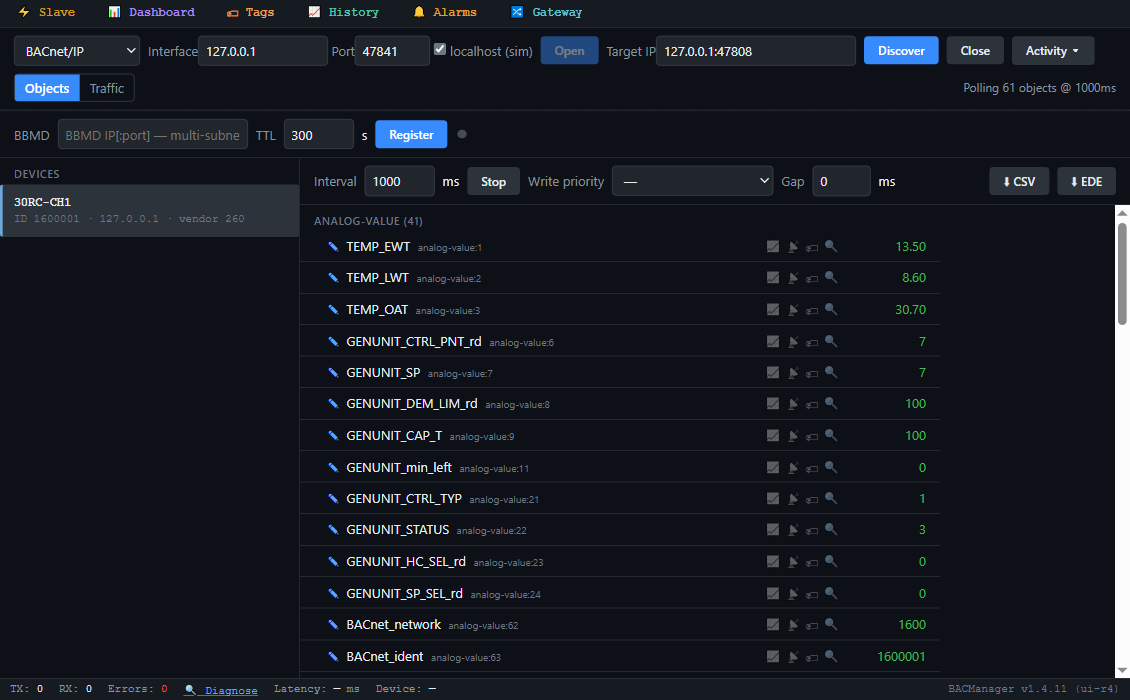 Slave Dashboard Tags History Alarms Gateway
BACnet/IP Interface 127.0.0.1 Port 47841 localhost (sim) Open Target IP 127.0.0.1:47808 Discover Close Activity
Objects Traffic Polling 61 objects @ 1000ms
BBMD BBMD IP[:port] — multi-subne TTL 300 s Register
DEVICES
30RC-CH1
ID 1600001 · 127.0.0.1 · vendor 260
Interval 1000 ms Stop Write priority — Gap 0 ms CSV EDE
ANALOG-VALUE (41)
TEMP_EWT analog-value:1 13.50
TEMP_LWT analog-value:2 8.60
TEMP_OAT analog-value:3 30.70
GENUNIT_CTRL_PNT_rd analog-value:6 7
GENUNIT_SP analog-value:7 7
GENUNIT_DEM_LIM_rd analog-value:8 100
GENUNIT_CAP_T analog-value:9 100
GENUNIT_min_left analog-value:11 0
GENUNIT_CTRL_TYP analog-value:21 1
GENUNIT_STATUS analog-value:22 3
GENUNIT_HC_SEL_rd analog-value:23 0
GENUNIT_SP_SEL_rd analog-value:24 0
BACnet_network analog-value:62 1600
BACnet_ident analog-value:63 1600001
TX: 0 RX: 0 Errors: 0 Diagnose Latency: — ms Device: — BACManager v1.4.11 (ui-r4)